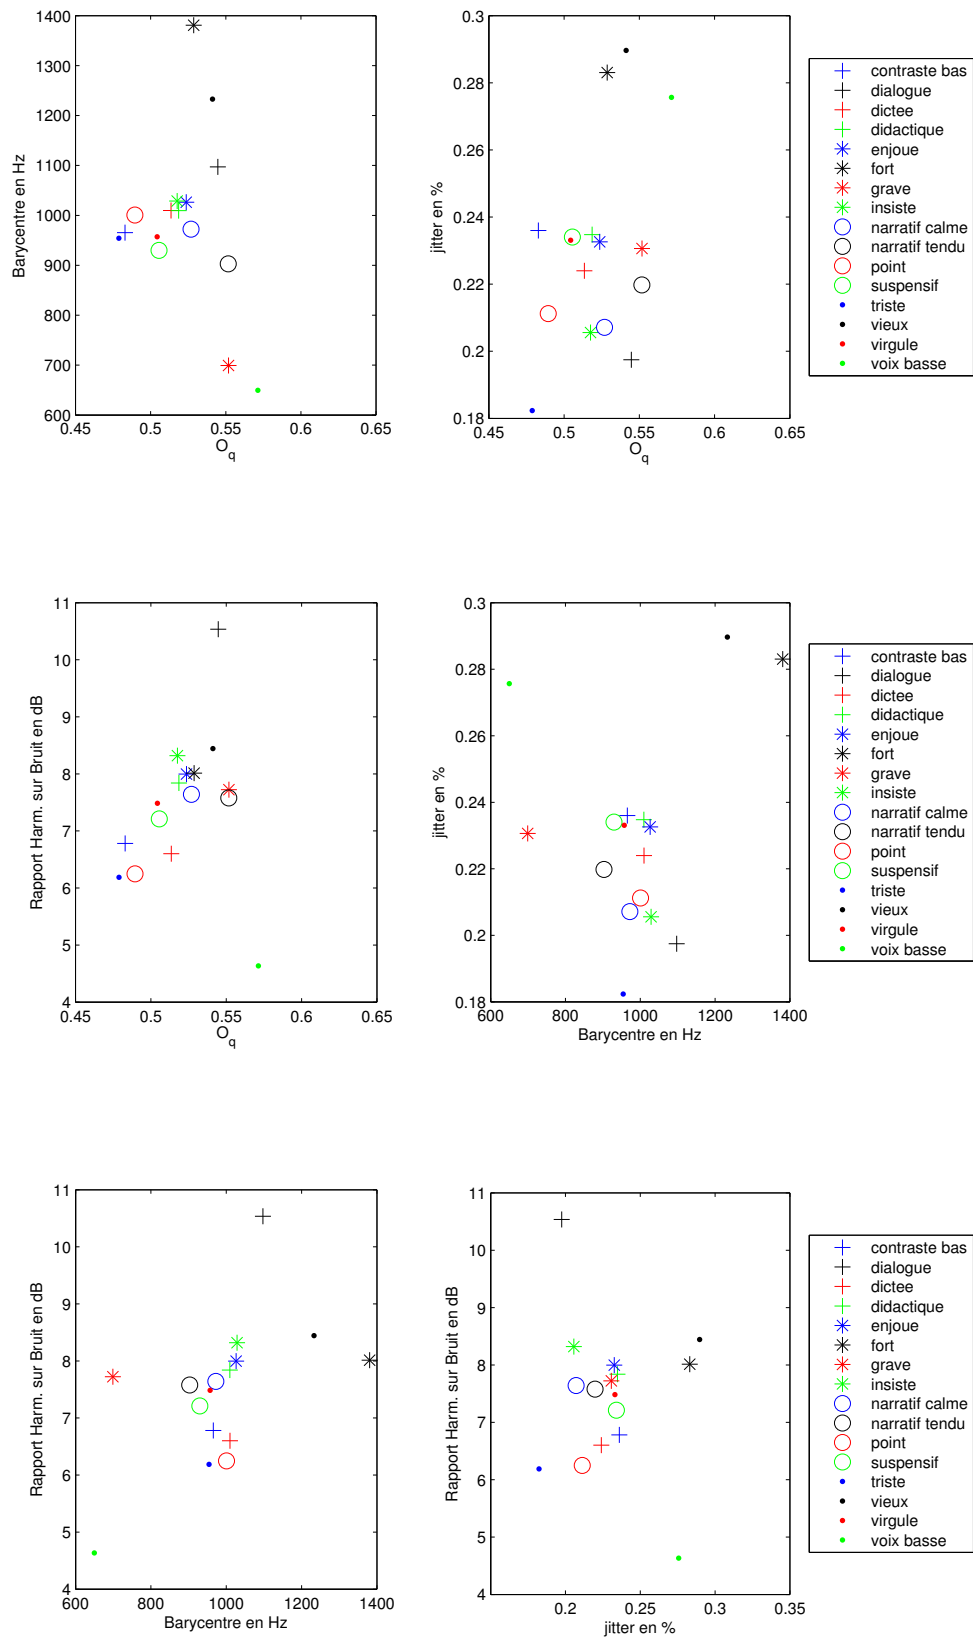 1400
1300
1200
1100
1000
900
800
700
600
0.45 0.5 0.55 0.6 0.65
O_q
Barycentre en Hz
0.3
0.28
0.26
0.24
0.22
0.2
0.18
0.45 0.5 0.55 0.6 0.65
O_q
jitter en %
contraste bas
dialogue
dictee
didactique
enjoue
fort
grave
insiste
narratif calme
narratif tendu
point
suspensif
triste
vieux
virgule
voix basse
11
10
9
8
7
6
5
4
0.45 0.5 0.55 0.6 0.65
O_q
Rapport Harm. sur Bruit en dB
0.3
0.28
0.26
0.24
0.22
0.2
0.18
600 800 1000 1200 1400
Barycentre en Hz
jitter en %
contraste bas
dialogue
dictee
didactique
enjoue
fort
grave
insiste
narratif calme
narratif tendu
point
suspensif
triste
vieux
virgule
voix basse
11
10
9
8
7
6
5
4
600 800 1000 1200 1400
Barycentre en Hz
Rapport Harm. sur Bruit en dB
11
10
9
8
7
6
5
4
0.2 0.25 0.3 0.35
jitter en %
Rapport Harm. sur Bruit en dB
contraste bas
dialogue
dictee
didactique
enjoue
fort
grave
insiste
narratif calme
narratif tendu
point
suspensif
triste
vieux
virgule
voix basse